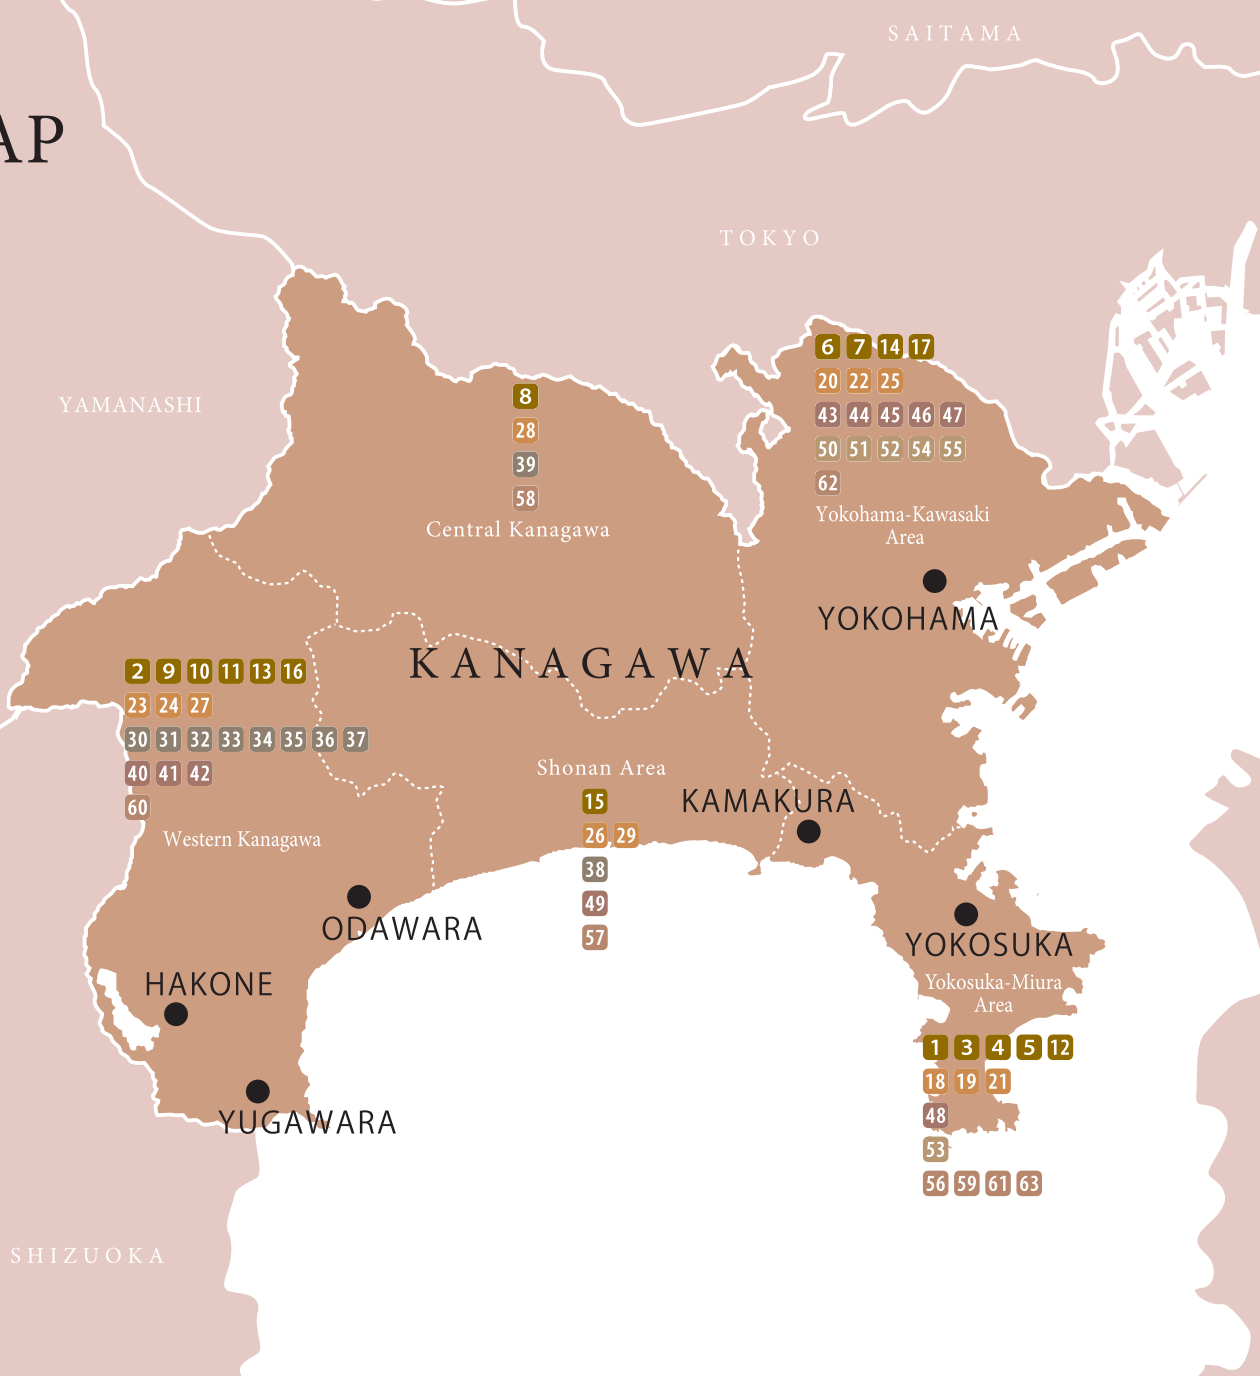 SAITAMA
AP
TOKYO
YAMANASHI
6 7 14 17
20 22 25
43 44 45 46 47
50 51 52 54 55
62
Yokohama-Kawasaki
Area
YOKOHAMA
8
28
39
58
Central Kanagawa
KANAGAWA
2 9 10 11 13 16
23 24 27
30 31 32 33 34 35 36 37
40 41 42
60
Western Kanagawa
Shonan Area
15
26 29
38
49
57
KAMAKURA
ODAWARA
HAKONE
YUGAWARA
YOKOSUKA
Yokosuka-Miura
Area
1 3 4 5 12
18 19 21
48
53
56 59 61 63
SHIZUOKA